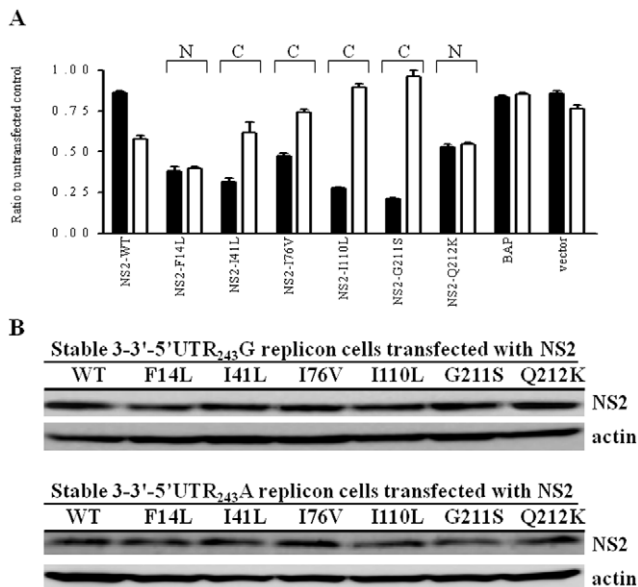 A
N C C C C N
Ratio to untransfected control
1.00
0.75
0.50
0.25
0.00
NS2-WT
NS2-F14L
NS2-I41L
NS2-I76V
NS2-I110L
NS2-G211S
NS2-Q212K
BAP
vector
B
Stable 3-3'-5'UTR243G replicon cells transfected with NS2
WT F14L I41L I76V I110L G211S Q212K
NS2
actin
Stable 3-3'-5'UTR243A replicon cells transfected with NS2
WT F14L I41L I76V I110L G211S Q212K
NS2
actin